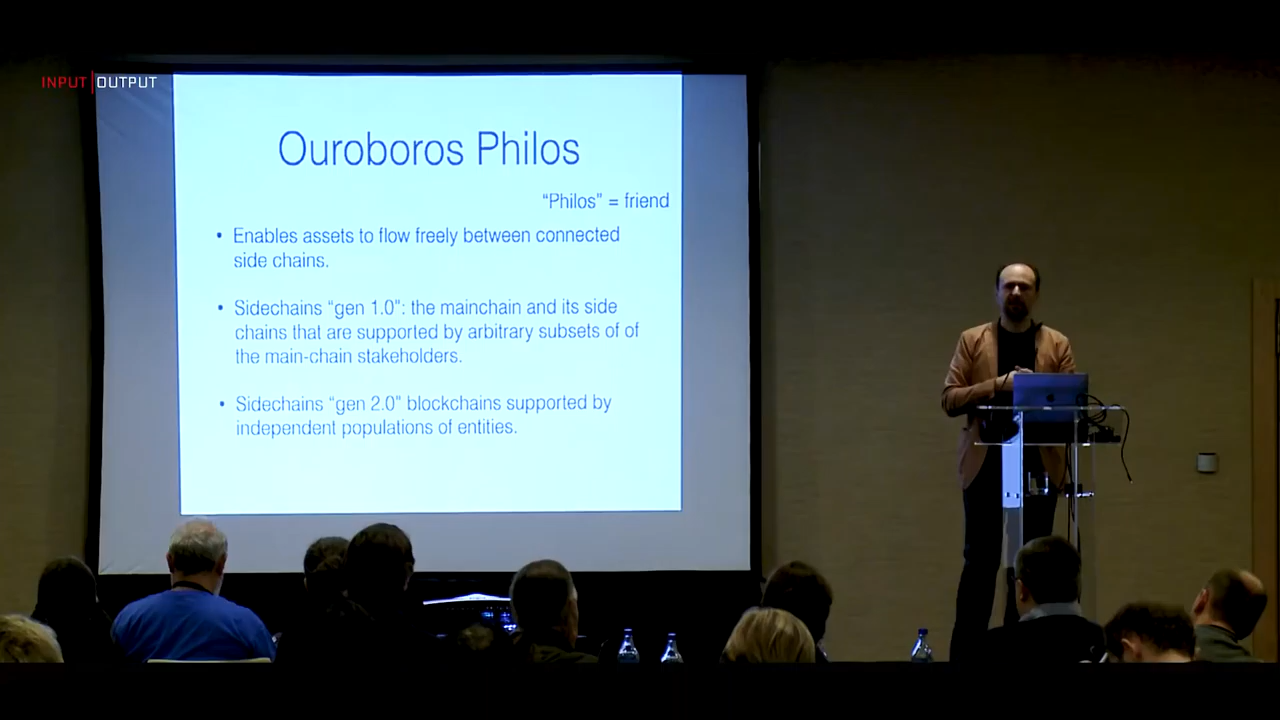 INPUT|OUTPUT
Ouroboros Philos
“Philos” = friend
• Enables assets to flow freely between connected
side chains.
• Sidechains “gen 1.0”: the mainchain and its side
chains that are supported by arbitrary subsets of of
the main-chain stakeholders.
• Sidechains “gen 2.0” blockchains supported by
independent populations of entities.